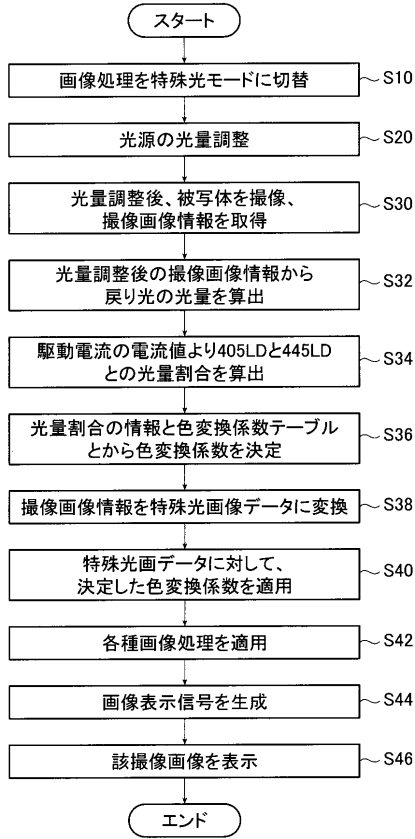 スタート
画像処理を特殊光モードに切替
S10
光源の光量調整
S20
光量調整後、被写体を撮像、
撮像画像情報を取得
S30
光量調整後の撮像画像情報から
戻り光の光量を算出
S32
駆動電流の電流値より405LDと445LD
との光量割合を算出
S34
光量割合の情報と色変換係数テーブル
とから色変換係数を決定
S36
撮像画像情報を特殊光画像データに変換
S38
特殊光画データに対して、
決定した色変換係数を適用
S40
各種画像処理を適用
S42
画像表示信号を生成
S44
該撮像画像を表示
S46
エンド